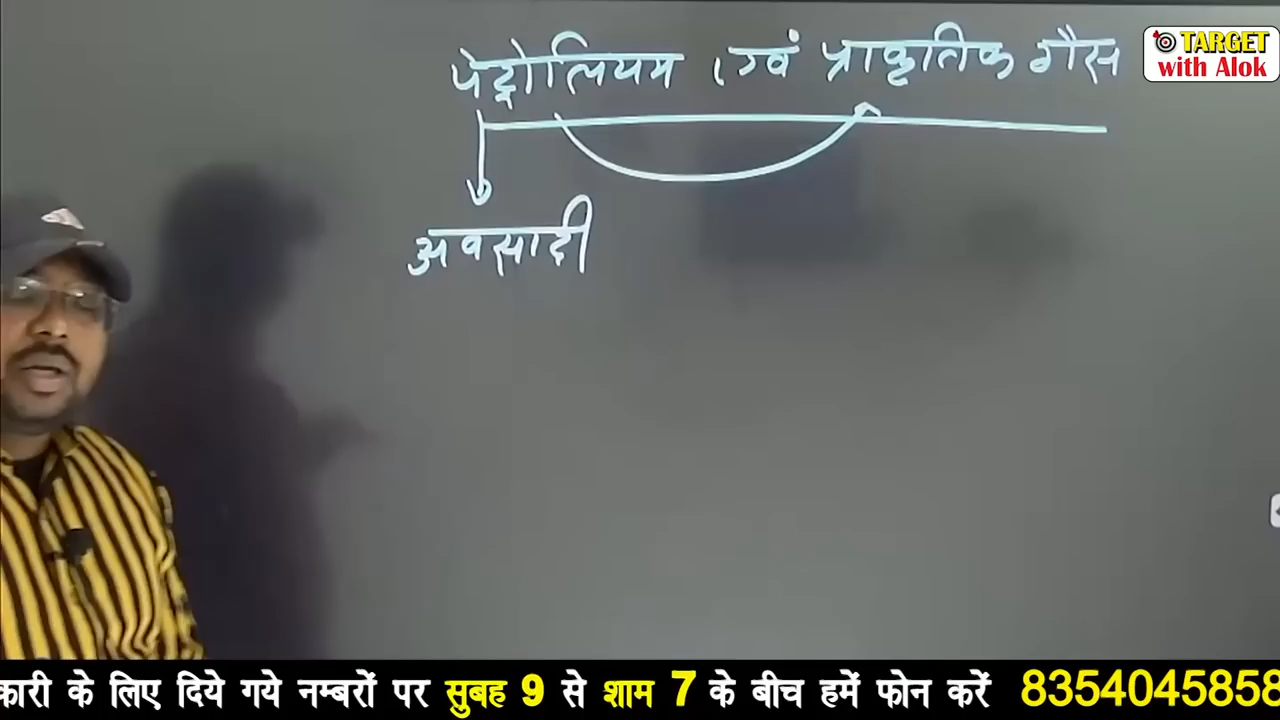 पेट्रोलियम एवं प्राकृतिक गैस
TARGET
with Alok
अवसादी
कारी के लिए दिये गये नम्बरों पर सुबह 9 से शाम 7 के बीच हमें फोन करें 8354045858